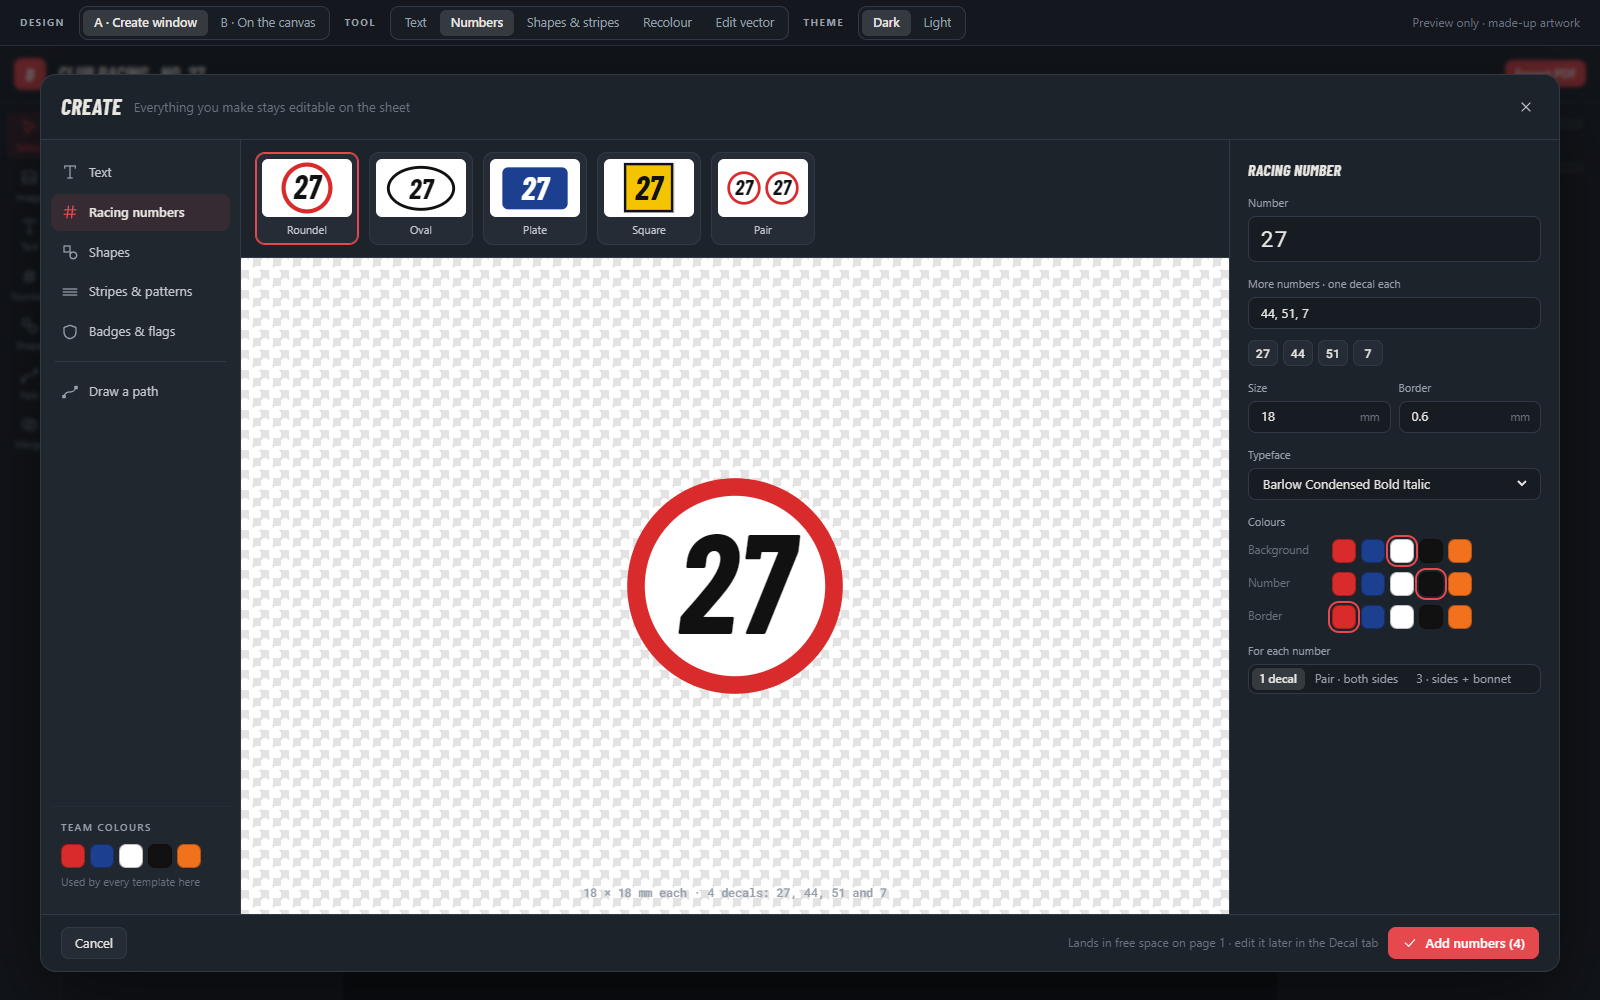 DESIGN A · Create window B · On the canvas TOOL Text Numbers Shapes & stripes Recolour Edit vector THEME Dark Light Preview only · made-up artwork
CREATE Everything you make stays editable on the sheet
Text
Racing numbers
Shapes
Stripes & patterns
Badges & flags
Draw a path
TEAM COLOURS
Used by every template here
27 27 27 27 27 27
Roundel Oval Plate Square Pair
27
18 × 18 mm each · 4 decals: 27, 44, 51 and 7
RACING NUMBER
Number
27
More numbers · one decal each
44, 51, 7
27 44 51 7
Size Border
18 mm 0.6 mm
Typeface
Barlow Condensed Bold Italic
Colours
Background
Number
Border
For each number
1 decal Pair · both sides 3 · sides + bonnet
Cancel Lands in free space on page 1 · edit it later in the Decal tab Add numbers (4)